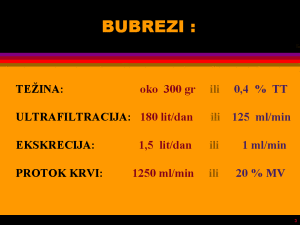 BUBREZI :
TEŽINA: oko 300 gr ili 0,4 % TT
ULTRAFILTRACIJA: 180 lit/dan ili 125 ml/min
EKSKRECIJA: 1,5 lit/dan ili 1 ml/min
PROTOK KRVI: 1250 ml/min ili 20 % MV